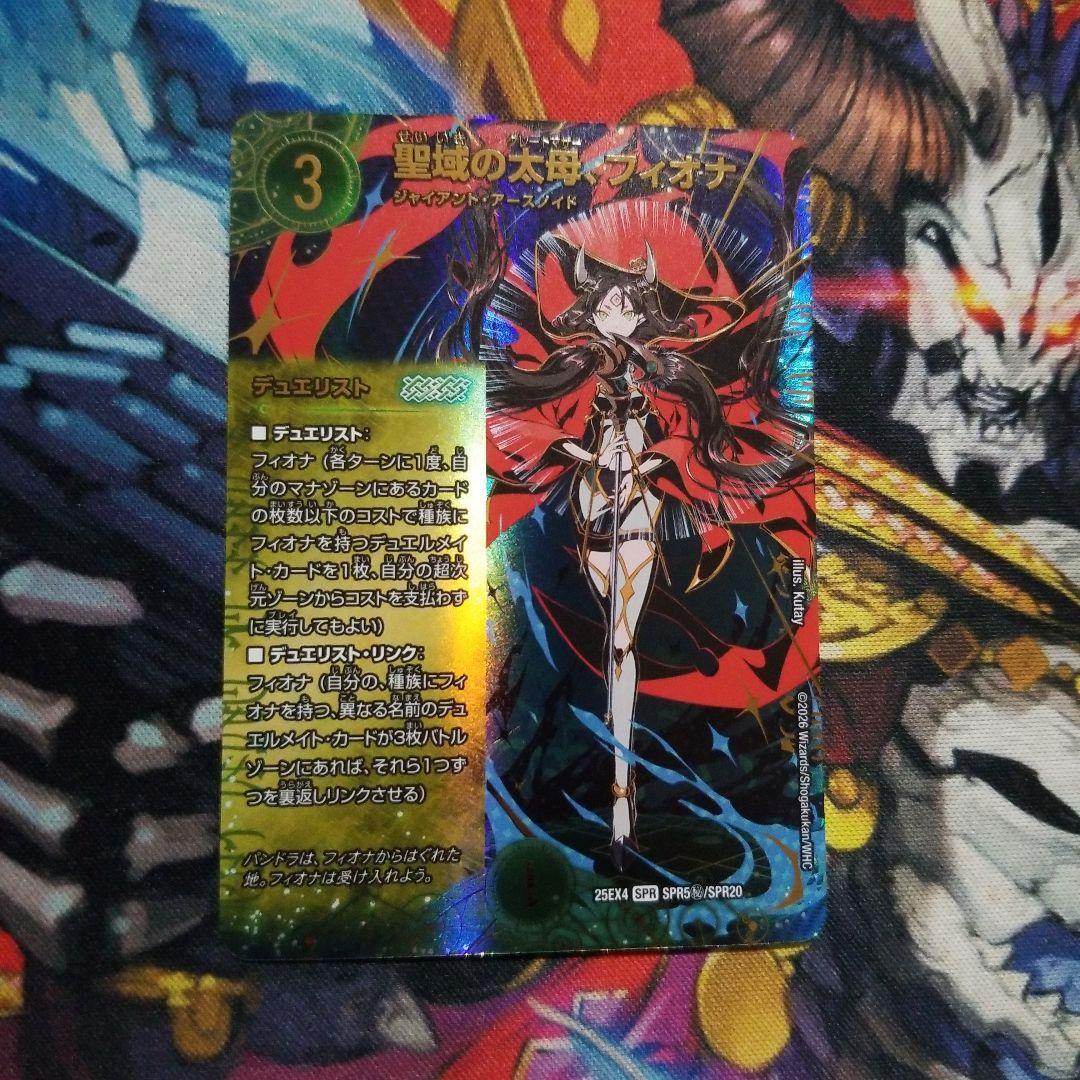 3
聖域の太母、フィオナ
ジャイアント・アースノイド
デュエリスト
■ デュエリスト:
フィオナ (各ターンに1度、自
分のマナゾーンにあるカード
の枚数以下のコストで種族に
フィオナを持つデュエルメイ
ト・カードを1枚、自分の超次
元ゾーンからコストを支払わず
に実行してもよい)
■ デュエリスト・リンク:
フィオナ (自分の、種族にフィ
オナを持つ、異なる名前のデュ
エルメイト・カードが3枚バトル
ゾーンにあれば、それら1つず
つを裏返しリンクさせる)
パンドラは、フィオナからはぐれた
地。フィオナは受け入れよう。
illus. Kutay
©2026 Wizards/Shogakukan/WHC
25EX4 SPR SPR5㊙/SPR20